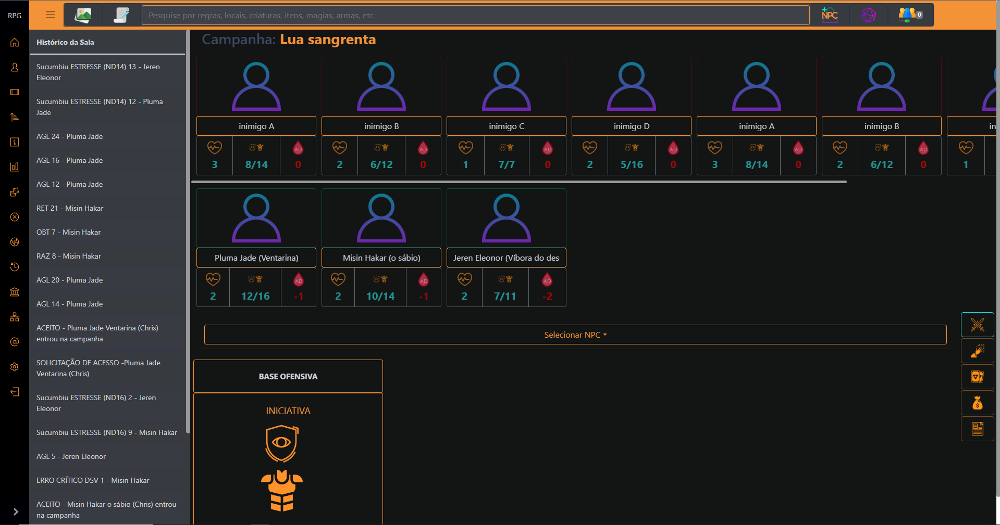 RPG
Pesquise por regras, locais, criaturas, itens, magias, armas, etc
NPC
0
Histórico da Sala
Sucumbiu ESTRESSE (ND14) 13 - Jeren
Eleonor
Sucumbiu ESTRESSE (ND14) 12 - Pluma
Jade
AGL 24 - Pluma Jade
AGL 16 - Pluma Jade
AGL 12 - Pluma Jade
RET 21 - Misin Hakar
OBT 7 - Misin Hakar
RAZ 8 - Misin Hakar
AGL 20 - Pluma Jade
AGL 14 - Pluma Jade
ACEITO - Pluma Jade Ventarina (Chris)
entrou na campanha
SOLICITAÇÃO DE ACESSO -Pluma Jade
Ventarina (Chris)
Sucumbiu ESTRESSE (ND16) 2 - Jeren
Eleonor
Sucumbiu ESTRESSE (ND16) 9 - Misin Hakar
AGL 5 - Jeren Eleonor
ERRO CRÍTICO DSV 1 - Misin Hakar
ACEITO - Misin Hakar o sábio (Chris) entrou
na campanha
Campanha: Lua sangrenta
inimigo A inimigo B inimigo C inimigo D inimigo A inimigo B in
AD AD AD AD AD AD
3 8/14 0 2 6/12 0 1 7/7 0 2 5/16 0 3 8/14 0 2 6/12 0 1
Pluma Jade (Ventarina) Misin Hakar (o sábio) Jeren Eleonor (Víbora do des
AD AD AD
2 12/16 -1 2 10/14 -1 2 7/11 -2
Selecionar NPC
BASE OFENSIVA
INICIATIVA